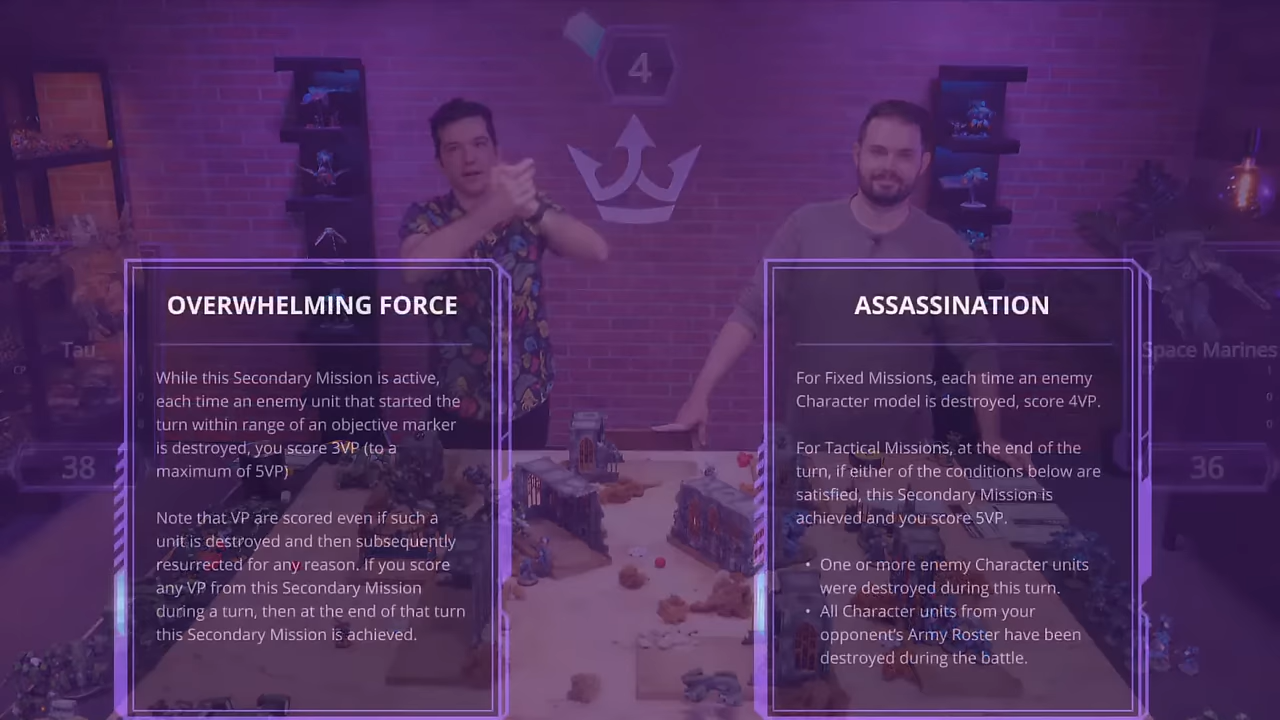 4
OVERWHELMING FORCE
While this Secondary Mission is active,
each time an enemy unit that started the
turn within range of an objective marker
is destroyed, you score 3VP (to a
maximum of 5VP)
Note that VP are scored even if such a
unit is destroyed and then subsequently
resurrected for any reason. If you score
any VP from this Secondary Mission
during a turn, then at the end of that turn
this Secondary Mission is achieved.
ASSASSINATION
For Fixed Missions, each time an enemy
Character model is destroyed, score 4VP.
For Tactical Missions, at the end of the
turn, if either of the conditions below are
satisfied, this Secondary Mission is
achieved and you score 5VP.
• One or more enemy Character units
were destroyed during this turn.
• All Character units from your
opponent's Army Roster have been
destroyed during the battle.
Tau
CP
38
Space Marines
36